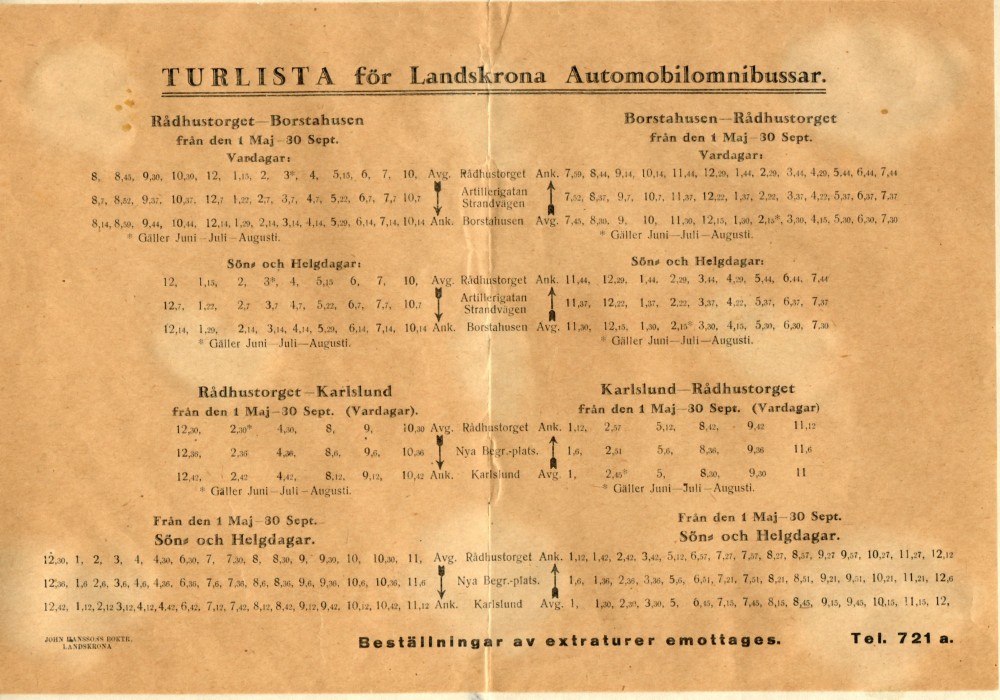 TURLISTA för Landskrona Automobilomnibussar.
Rådhustorget—Borstahusen
från den 1 Maj—30 Sept.
Vardagar:
8, 8,45, 9,30, 10,30, 12, 1,15, 2, 3*, 4, 5,15 6, 7, 10, Avg. Rådhustorget Ank. 7,59, 8,44, 9,14, 10,14, 11,44, 12,29, 1,44, 2,29, 3,44, 4,29, 5,44, 6,44, 7,44
8,7, 8,52, 9,37, 10,37, 12,7 1,22, 2,7, 3,7, 4,7, 5,22, 6,7, 7,7 10,7 Artillerigatan Strandvägen 7,52, 8,37, 9,7, 10,7, 11,37, 12,22, 1,37, 2,22, 3,37, 4,22, 5,37, 6,37, 7,37
8,14, 8,59, 9,44, 10,44, 12,14, 1,29, 2,14, 3,14, 4,14, 5,29, 6,14, 7,14, 10,14 Ank. Borstahusen Avg. 7,45, 8,30, 9, 10, 11,30, 12,15, 1,30, 2,15*, 3,30, 4,15, 5,30, 6,30, 7,30
* Gäller Juni—Juli—Augusti.
Borstahusen—Rådhustorget
från den 1 Maj—30 Sept.
Vardagar:
* Gäller Juni—Juli—Augusti.
Sön= och Helgdagar:
12, 1,15, 2, 3*, 4, 5,15 6, 7, 10, Avg. Rådhustorget Ank. 11,44, 12,29, 1,44, 2,29, 3,44, 4,29, 5,44, 6,44, 7,44
12,7, 1,22, 2,7 3,7 4,7, 5,22, 6,7, 7,7, 10,7 Artillerigatan Strandvägen 11,37, 12,22, 1,37, 2,22, 3,37, 4,22, 5,37, 6,37, 7,37
12,14, 1,29, 2,14, 3,14, 4,14, 5,29, 6,14, 7,14, 10,14 Ank. Borstahusen Avg. 11,30, 12,15, 1,30, 2,15* 3,30, 4,15, 5,30, 6,30, 7,30
* Gäller Juni—Juli—Augusti.
Sön= och Helgdagar:
* Gäller Juni—Juli—Augusti.
Rådhustorget—Karlslund
från den 1 Maj—30 Sept. (Vardagar).
12,30, 2,30* 4,30, 8, 9, 10,30 Avg. Rådhustorget Ank. 1,12, 2,57 5,12, 8,42, 9,42 11,12
12,36, 2,36 4,36, 8,6, 9,6, 10,36 Nya Begr.-plats. 1,6, 2,51 5,6, 8,36, 9,36 11,6
12,42, 2,42 4,42, 8,12, 9,12, 10,42 Ank. Karlslund Avg. 1, 2,45* 5, 8,30, 9,30 11
* Gäller Juni—Juli—Augusti.
Karlslund—Rådhustorget
från den 1 Maj—30 Sept. (Vardagar)
* Gäller Juni—Juli—Augusti.
Från den 1 Maj—30 Sept.
Sön= och Helgdagar.
Från den 1 Maj—30 Sept.
Sön= och Helgdagar.
12,30, 1, 2, 3, 4, 4,30, 6,30, 7, 7,30, 8, 8,30, 9, 9,30, 10, 10,30, 11, Avg. Rådhustorget Ank. 1,12, 1,42, 2,42, 3,42, 5,12, 6,57, 7,27, 7,57, 8,27, 8,57, 9,27 9,57, 10,27, 11,27, 12,12
12,36, 1,6 2,6, 3,6, 4,6, 4,36, 6,36, 7,6, 7,36, 8,6, 8,36, 9,6, 9,36, 10,6, 10,36, 11,6 Nya Begr.-plats. 1,6, 1,36, 2,36, 3,36, 5,6, 6,51, 7,21, 7,51, 8,21, 8,51, 9,21, 9,51, 10,21, 11,21, 12,6
12,42, 1,12, 2,12 3,12, 4,12, 4,42, 6,42, 7,12, 7,42, 8,12, 8,42, 9,12, 9,42, 10,12, 10,42, 11,12 Ank. Karlslund Avg. 1, 1,30, 2,30, 3,30, 5, 6,45, 7,15, 7,45, 8,15, 8,45, 9,15, 9,45, 10,15, 11,15, 12,
JOHN HANSSONS BOKTR.
LANDSKRONA
Beställningar av extraturer emottages.
Tel. 721 a.